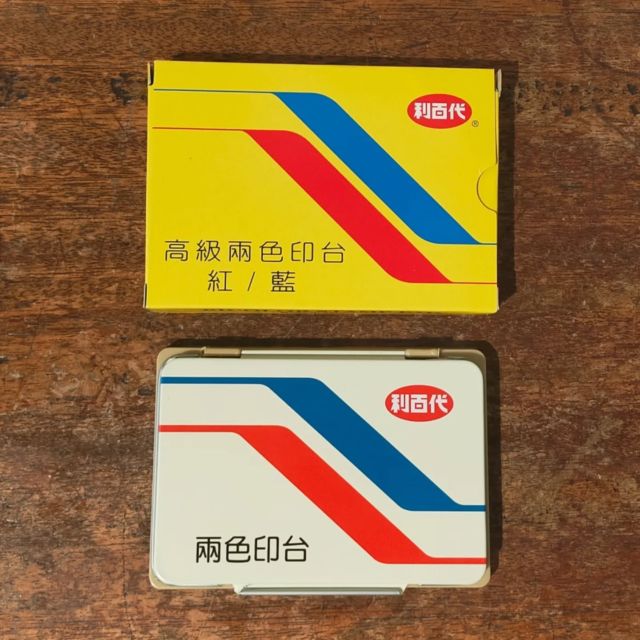 利百代
®
高級兩色印台
紅 / 藍
利百代
兩色印台